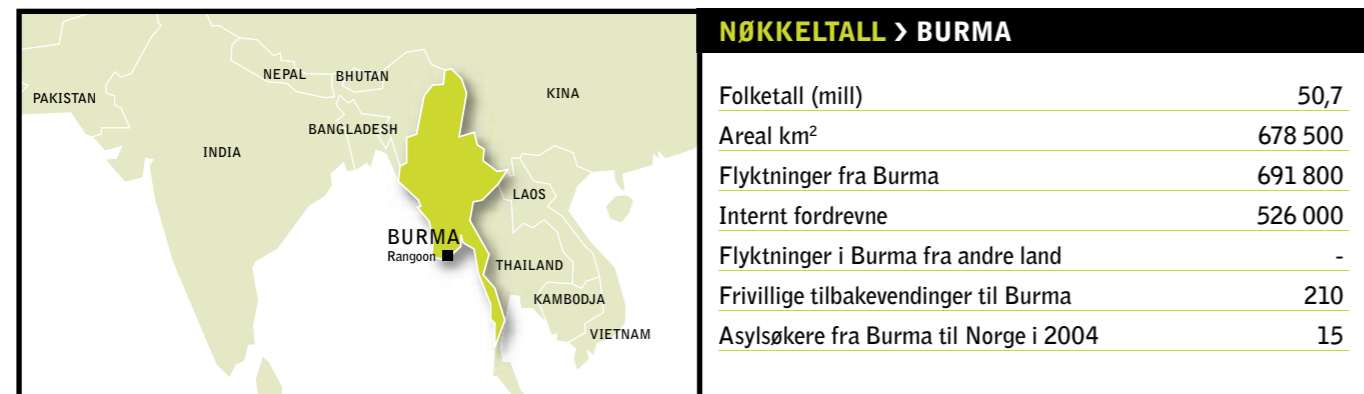 NEPAL
BHUTAN
PAKISTAN
KINA
BANGLADESH
INDIA
LAOS
BURMA
Rangoon
THAILAND
KAMBODJA
VIETNAM
NØKKELTALL > BURMA
Folketall (mill) 50,7
Areal km² 678 500
Flyktninger fra Burma 691 800
Internt fordrevne 526 000
Flyktninger i Burma fra andre land -
Frivillige tilbakevendinger til Burma 210
Asylsøkere fra Burma til Norge i 2004 15